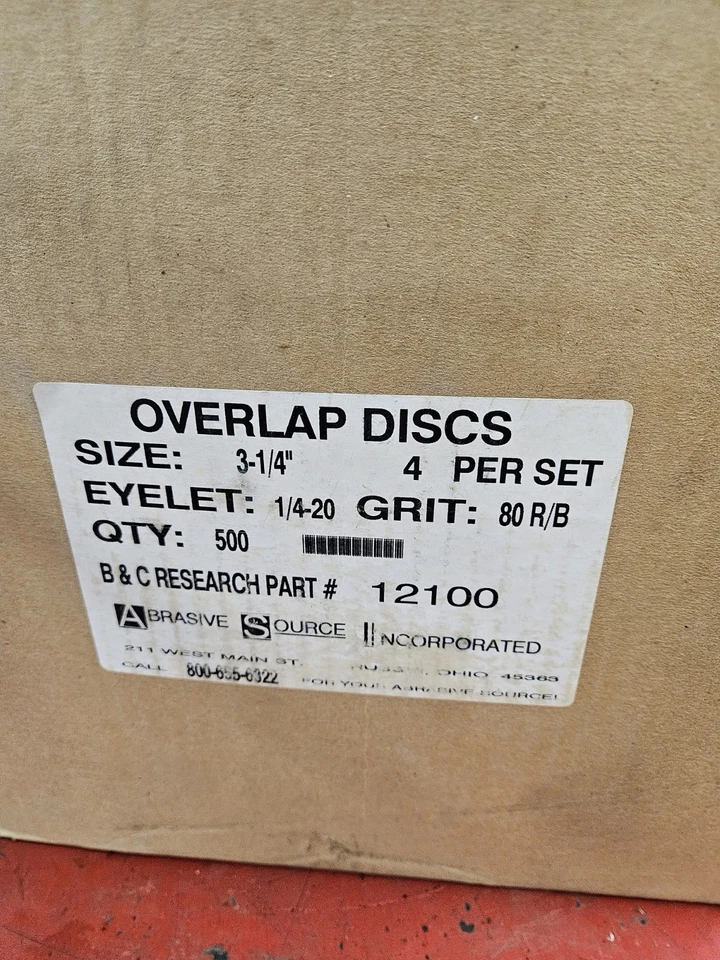 OVERLAP DISCS
SIZE: 3-1/4" 4 PER SET
EYELET: 1/4-20 GRIT: 80 R/B
QTY: 500
B & C RESEARCH PART # 12100
ABRASIVE SOURCE INCORPORATED
211 WEST MAIN ST. OHIO 45363
CALL 800-655-6322 FOR YOUR ABRASIVE SOURCE!